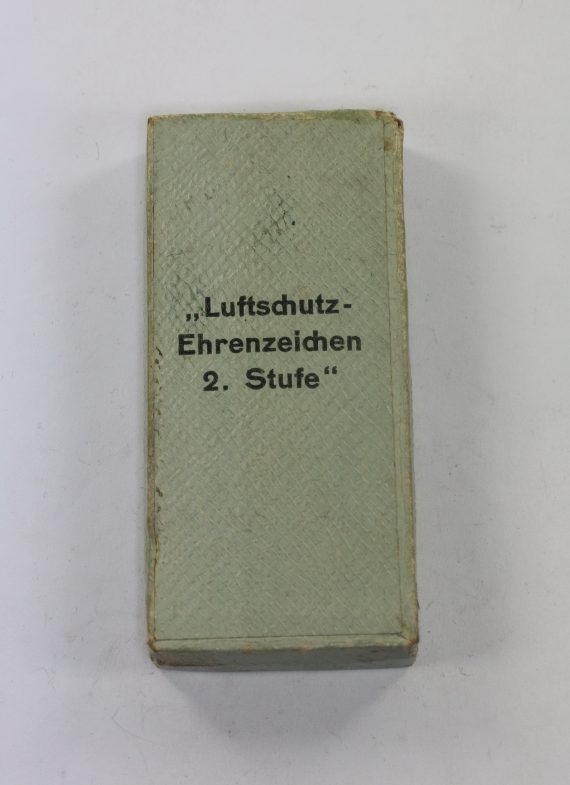 „Luftschutz-
Ehrenzeichen
2. Stufe“